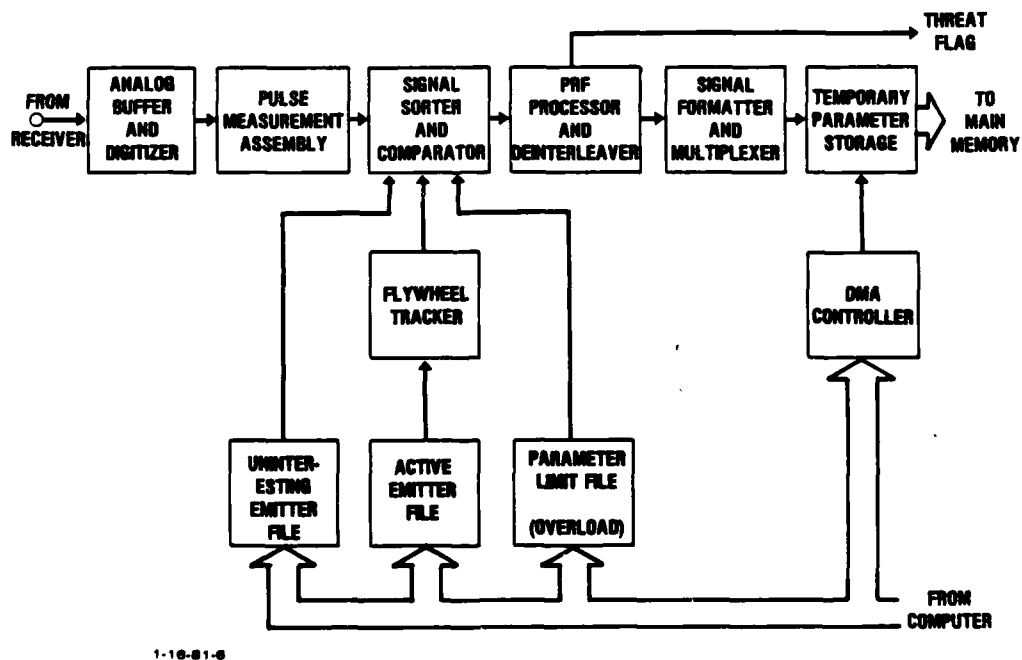 THREAT
FLAG
FROM
RECEIVER
ANALOG
BUFFER
AND
DIGITIZER
PULSE
MEASUREMENT
ASSEMBLY
SIGNAL
SORTER
AND
COMPARATOR
PRF
PROCESSOR
AND
DEINTERLEAVER
SIGNAL
FORMATTER
AND
MULTIPLEXER
TEMPORARY
PARAMETER
STORAGE
TO
MAIN
MEMORY
FLYWHEEL
TRACKER
DMA
CONTROLLER
UNINTER-
ESTING
EMITTER
FILE
ACTIVE
EMITTER
FILE
PARAMETER
LIMIT FILE
(OVERLOAD)
FROM
COMPUTER
1-16-81-6